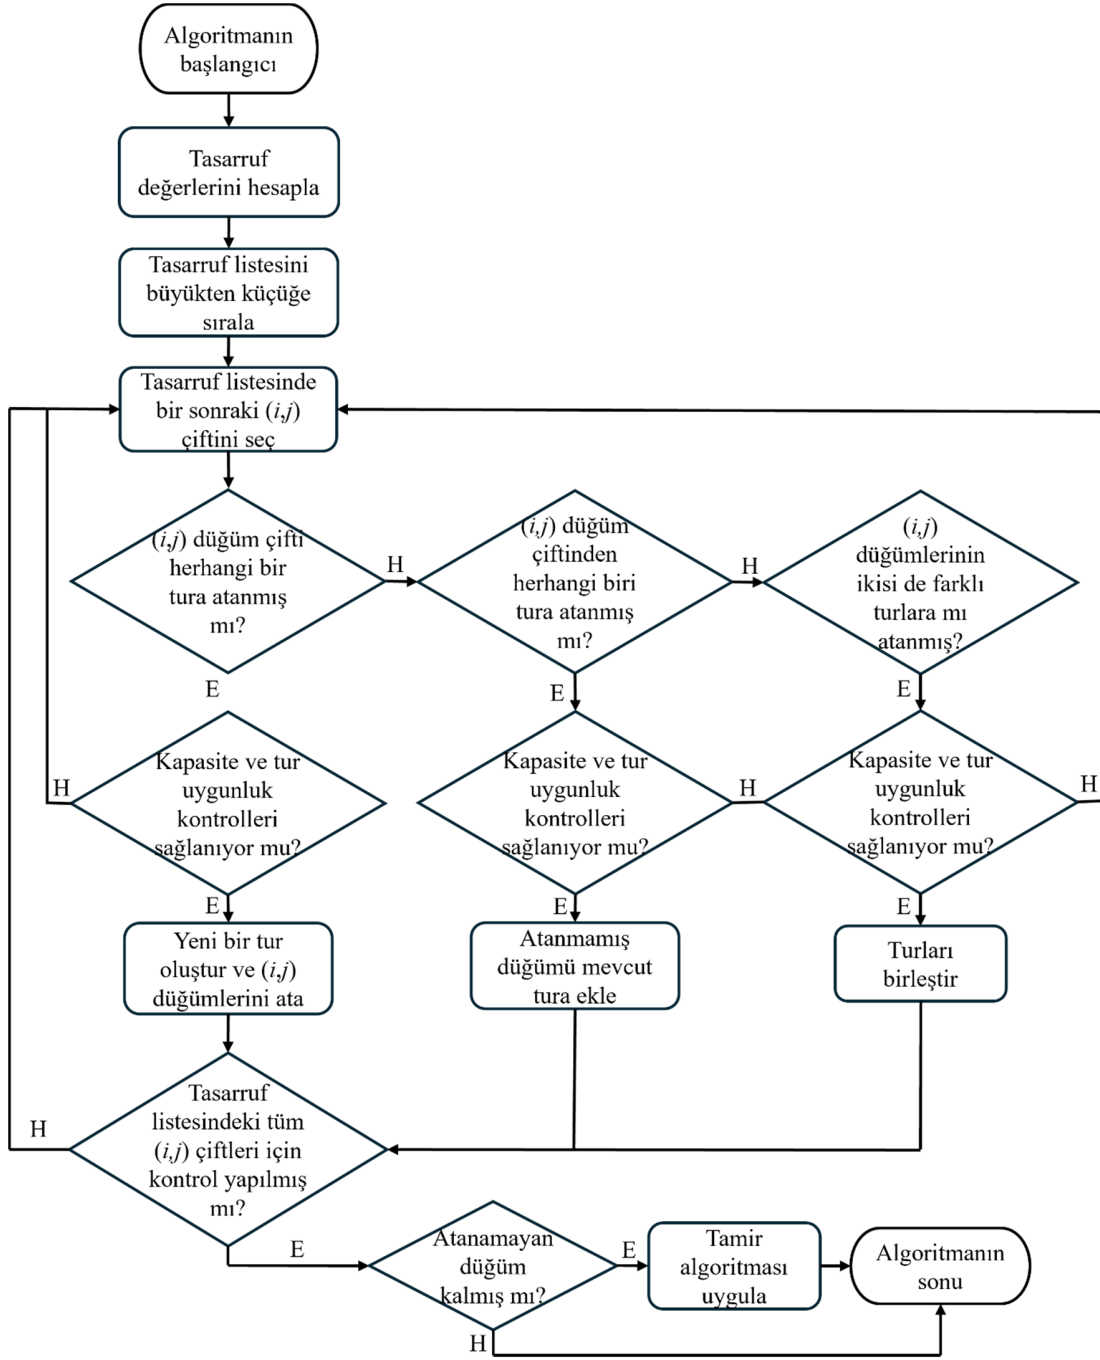 Algoritmanın
başlangıcı
Tasarruf
değerlerini hesapla
Tasarruf listesini
büyükten küçüğe
sırala
Tasarruf listesinde
bir sonraki (i,j)
çiftini seç
(i,j) düğüm çifti
herhangi bir
tura atanmış
mı?
H
(i,j) düğüm
çiftinden
herhangi biri
tura atanmış
mı?
H
(i,j)
düğümlerinin
ikisi de farklı
turlara mı
atanmış?
E
E
E
H
Kapasite ve tur
uygunluk
kontrolleri
sağlanıyor mu?
Kapasite ve tur
uygunluk
kontrolleri
sağlanıyor mu?
H
Kapasite ve tur
uygunluk
kontrolleri
sağlanıyor mu?
H
E
E
E
Yeni bir tur
oluştur ve (i,j)
düğümlerini ata
Atanmamış
düğümü mevcut
tura ekle
Turları
birleştir
H
Tasarruf
listesindeki tüm
(i,j) çiftleri için
kontrol yapılmış
mı?
E
Atanamayan
düğüm
kalmış mı?
E
Tamir
algoritması
uygula
Algoritmanın
sonu
H